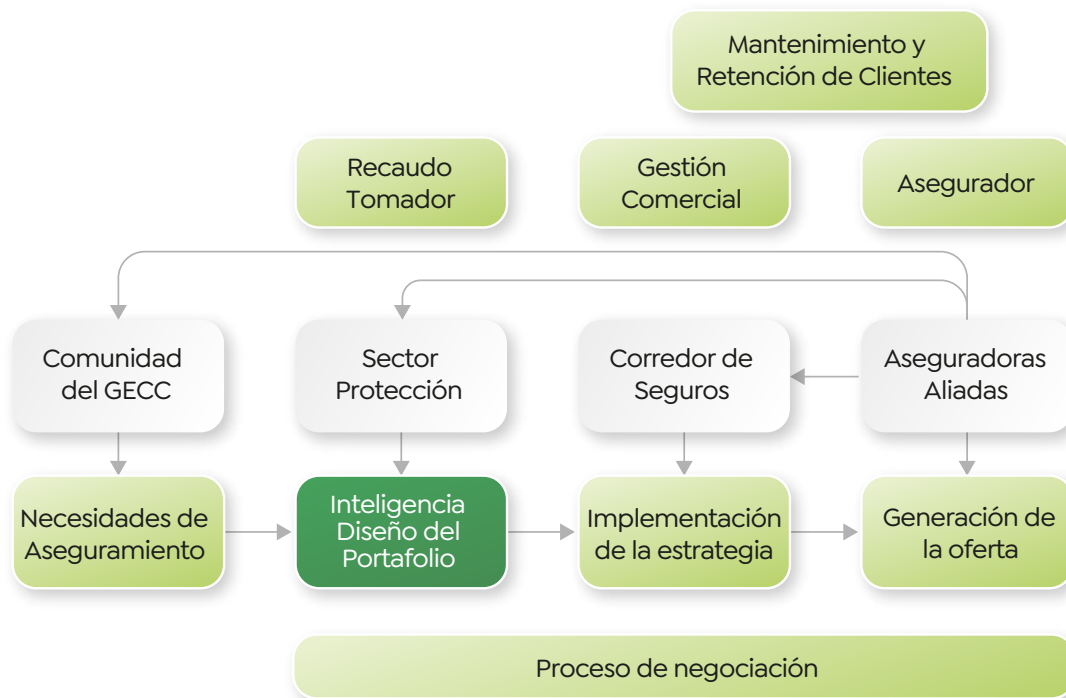 Mantenimiento y
Retención de Clientes
Recaudo
Tomador
Gestión
Comercial
Asegurador
Comunidad
del GECC
Sector
Protección
Corredor de
Seguros
Aseguradoras
Aliadas
Necesidades de
Aseguramiento
Inteligencia
Diseño del
Portafolio
Implementación
de la estrategia
Generación de
la oferta
Proceso de negociación